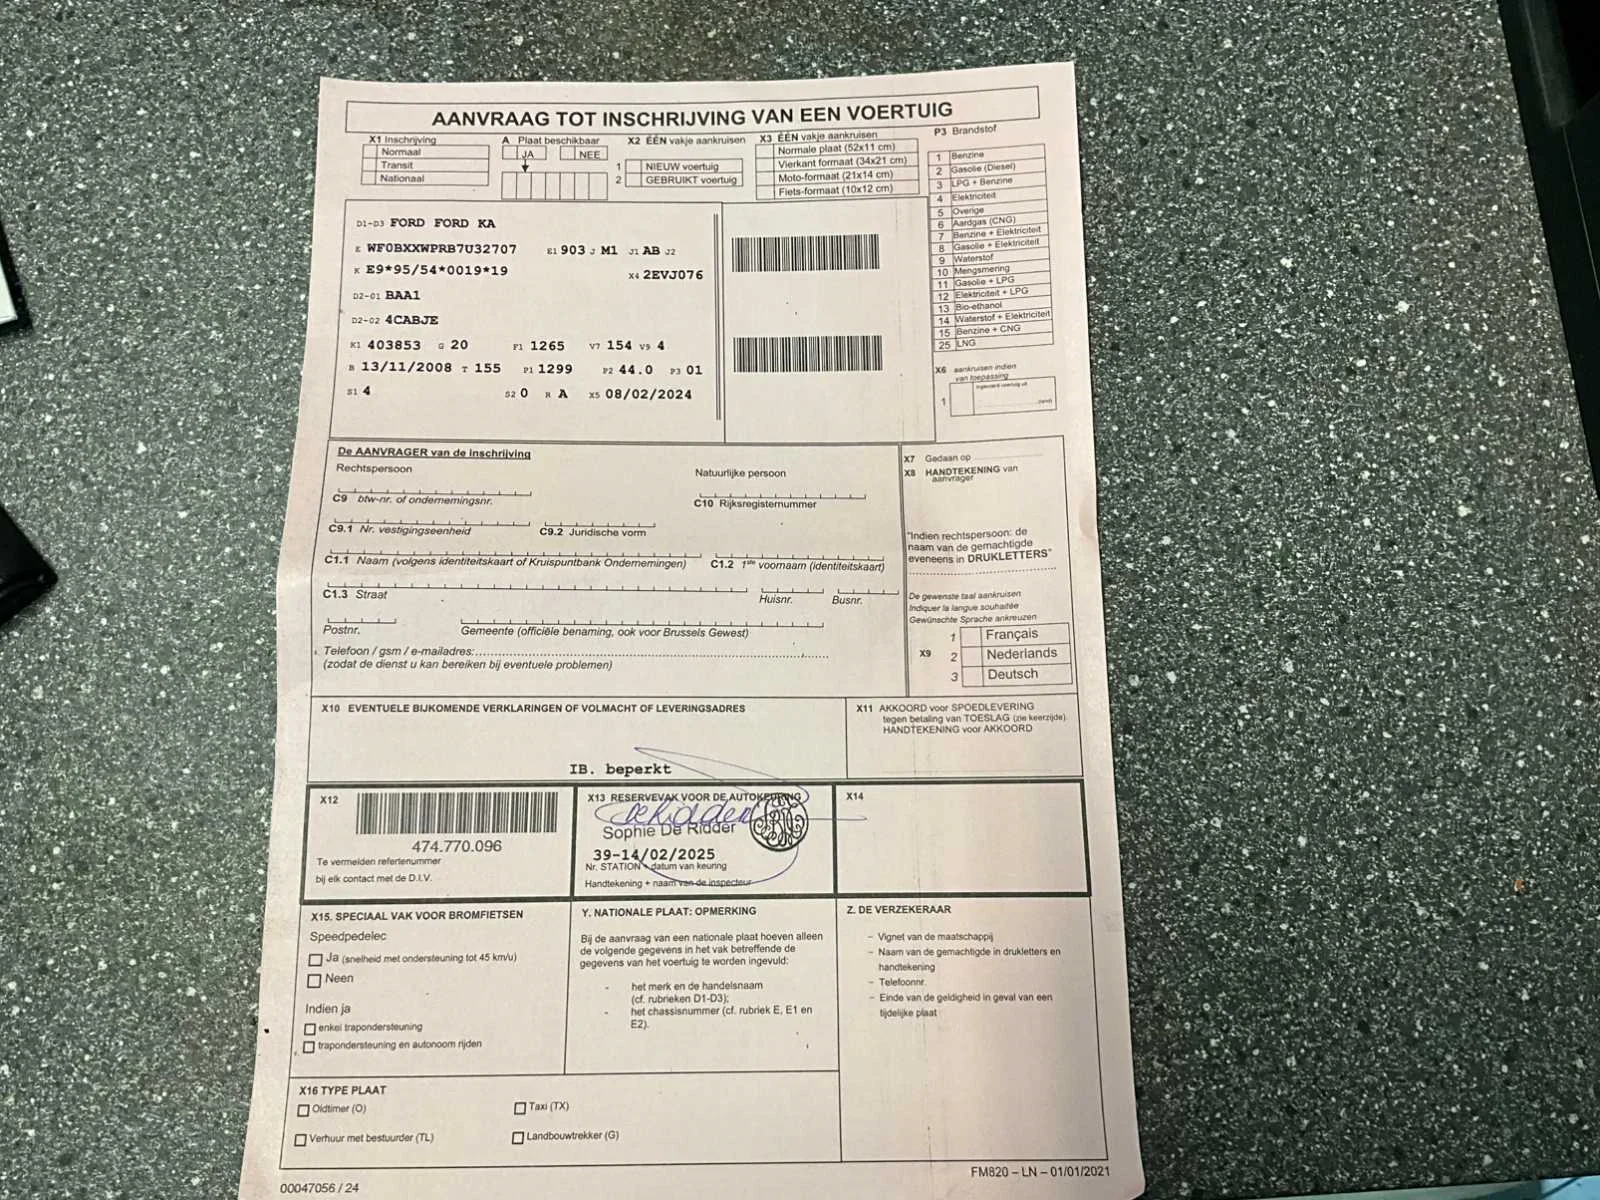 AANVRAAG TOT INSCHRIJVING VAN EEN VOERTUIG
X1 Inschrijving
Normaal
Transit
Nationaal
A Plaat beschikbaar
JA
NEE
X2 ÉÉN vakje aankruisen
1 NIEUW voertuig
2 GEBRUIKT voertuig
X3 ÉÉN vakje aankruisen
Normale plaat (52x11 cm)
Vierkant formaat (34x21 cm)
Moto-formaat (21x14 cm)
Fiets-formaat (10x12 cm)
P3 Brandstof
1 Benzine
2 Gasolie (Diesel)
3 LPG + Benzine
4 Elektriciteit
5 Overige
6 Aardgas (CNG)
7 Benzine + Elektriciteit
8 Gasolie + Elektriciteit
9 Waterstof
10 Mengsmering
11 Gasolie + LPG
12 Elektriciteit + LPG
13 Bio-ethanol
14 Waterstof + Elektriciteit
15 Benzine + CNG
25 LNG
D1-D3 FORD FORD KA
E WF0BXXWPRB7U32707 E1 903 J M1 J1 AB J2
K E9*95/54*0019*19 X4 2EVJ076
D2-01 BAA1
D2-02 4CABJE
K1 403853 G 20 F1 1265 V7 154 V9 4
B 13/11/2008 T 155 P1 1299 P2 44.0 P3 01
S1 4 S2 0 R A X5 08/02/2024
X6 aankruisen indien
van toepassing
1
De AANVRAGER van de inschrijving
Rechtspersoon
Natuurlijke persoon
C9 btw-nr. of ondernemingsnr.
C10 Rijksregisternummer
C9.1 Nr. vestigingseenheid
C9.2 Juridische vorm
C1.1 Naam (volgens identiteitskaart of Kruispuntbank Ondernemingen)
C1.2 1ste voornaam (identiteitskaart)
C1.3 Straat
Huisnr.
Busnr.
Postnr.
Gemeente (officiële benaming, ook voor Brussels Gewest)
Telefoon / gsm / e-mailadres:
(zodat de dienst u kan bereiken bij eventuele problemen)
X7 Gedaan op
X8 HANDTEKENING van
aanvrager
"Indien rechtspersoon: de
naam van de gemachtigde
eveneens in DRUKLETTERS"
De gewenste taal aankruisen
Indiquer la langue souhaitée
Gewünschte Sprache ankreuzen
X9
1 Français
2 Nederlands
3 Deutsch
X10 EVENTUELE BIJKOMENDE VERKLARINGEN OF VOLMACHT OF LEVERINGSADRES
IB. beperkt
X11 AKKOORD voor SPOEDLEVERING
tegen betaling van TOESLAG (zie keerzijde).
HANDTEKENING voor AKKOORD
X12
474.770.096
Te vermelden refertenummer
bij elk contact met de D.I.V.
X13 RESERVEVAK VOOR DE AUTOKEURING
De Ridder
Sophie De Ridder
39-14/02/2025
Nr. STATION - datum van keuring
Handtekening + naam van de inspecteur
X14
X15. SPECIAAL VAK VOOR BROMFIETSEN
Speedpedelec
Ja (snelheid met ondersteuning tot 45 km/u)
Neen
Indien ja
enkel trapondersteuning
trapondersteuning en autonoom rijden
Y. NATIONALE PLAAT: OPMERKING
Bij de aanvraag van een nationale plaat hoeven alleen
de volgende gegevens in het vak betreffende de
gegevens van het voertuig te worden ingevuld:
- het merk en de handelsnaam
(cf. rubrieken D1-D3);
- het chassisnummer (cf. rubriek E, E1 en
E2).
Z. DE VERZEKERAAR
– Vignet van de maatschappij
– Naam van de gemachtigde in drukletters en
handtekening
– Telefoonnr.
– Einde van de geldigheid in geval van een
tijdelijke plaat
X16 TYPE PLAAT
Oldtimer (O)
Taxi (TX)
Verhuur met bestuurder (TL)
Landbouwtrekker (G)
00047056 / 24
FM820 – LN – 01/01/2021